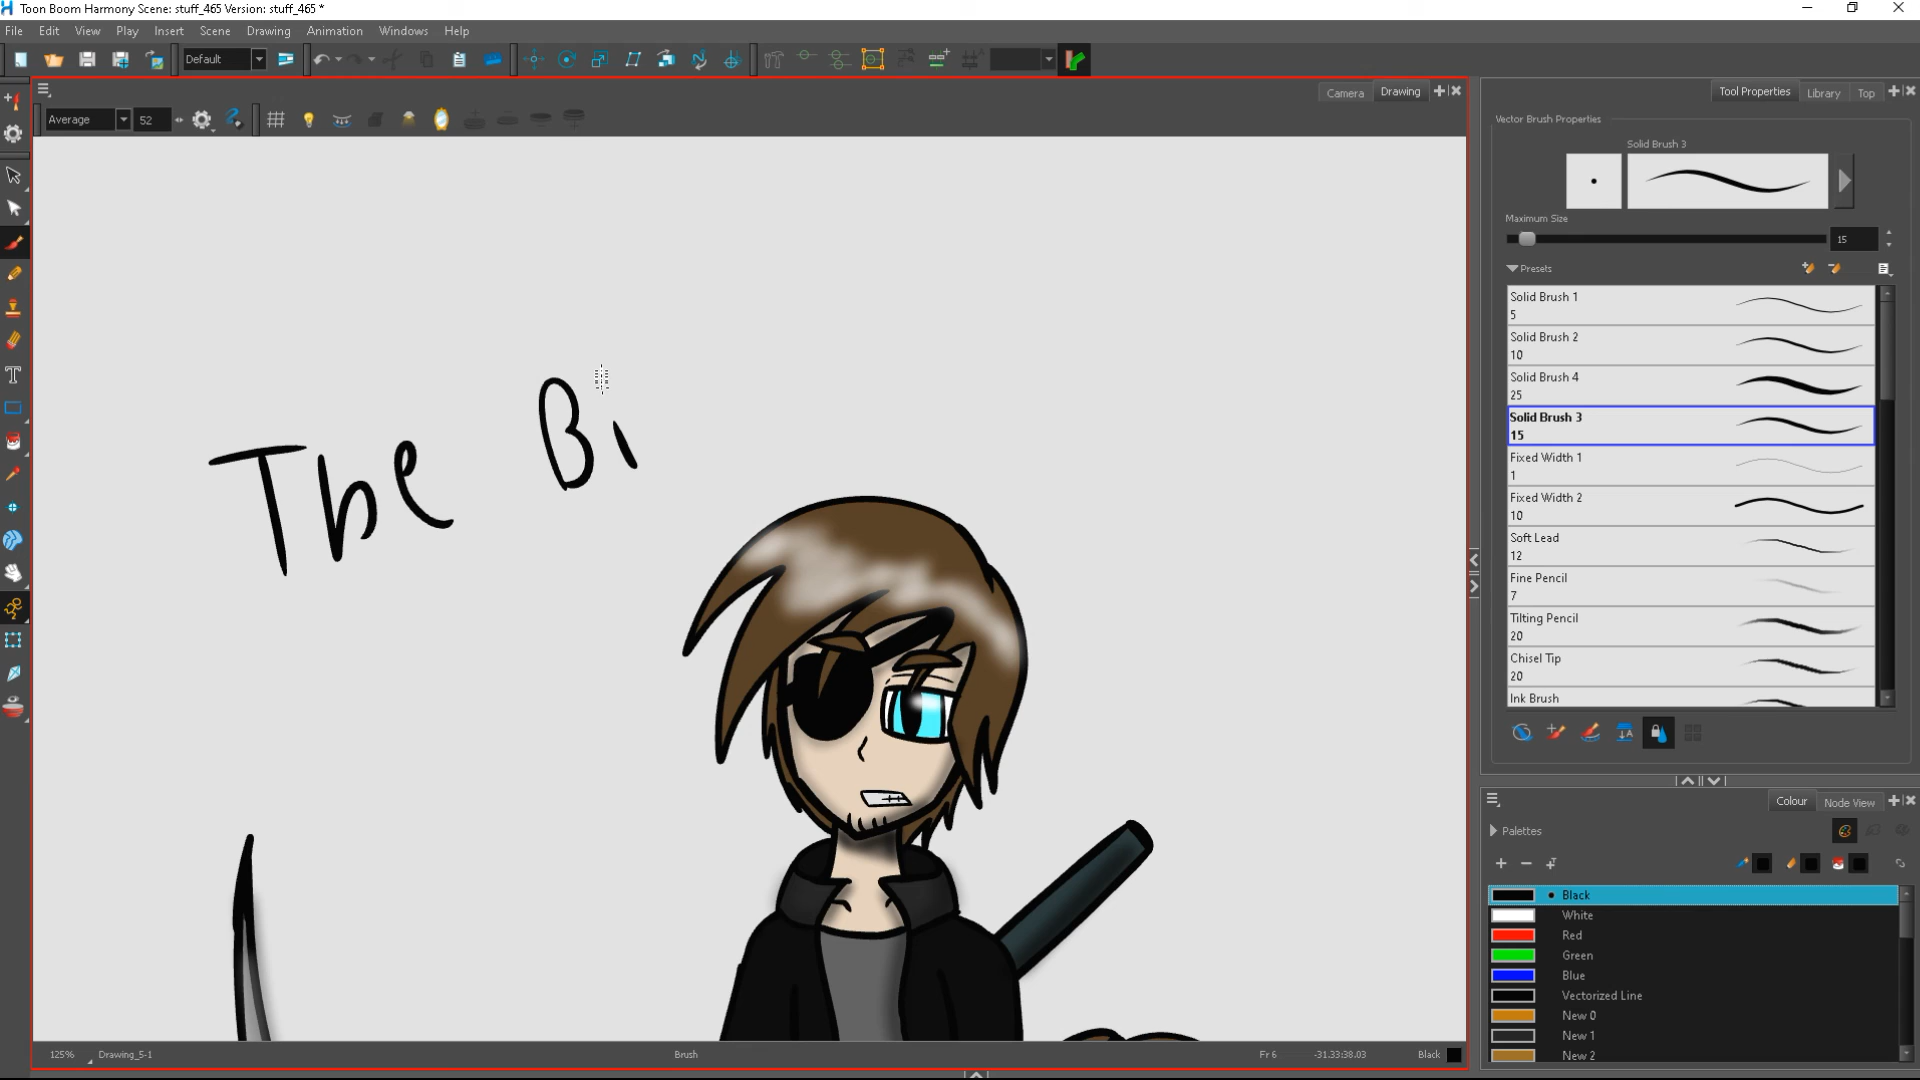 Toon Boom Harmony Scene: stuff_465 Version: stuff_465 *
File Edit View Play Insert Scene Drawing Animation Windows Help
Default
Camera Drawing
Average 52
The Bi
125% Drawing_5-1 Brush Fr 6 -31.33:38.03 Black
Tool Properties Library Top
Vector Brush Properties
Solid Brush 3
Maximum Size
15
Presets
Solid Brush 1
5
Solid Brush 2
10
Solid Brush 4
25
Solid Brush 3
15
Fixed Width 1
1
Fixed Width 2
10
Soft Lead
12
Fine Pencil
7
Tilting Pencil
20
Chisel Tip
20
Ink Brush
Colour Node View
Palettes
Black
White
Red
Green
Blue
Vectorized Line
New 0
New 1
New 2